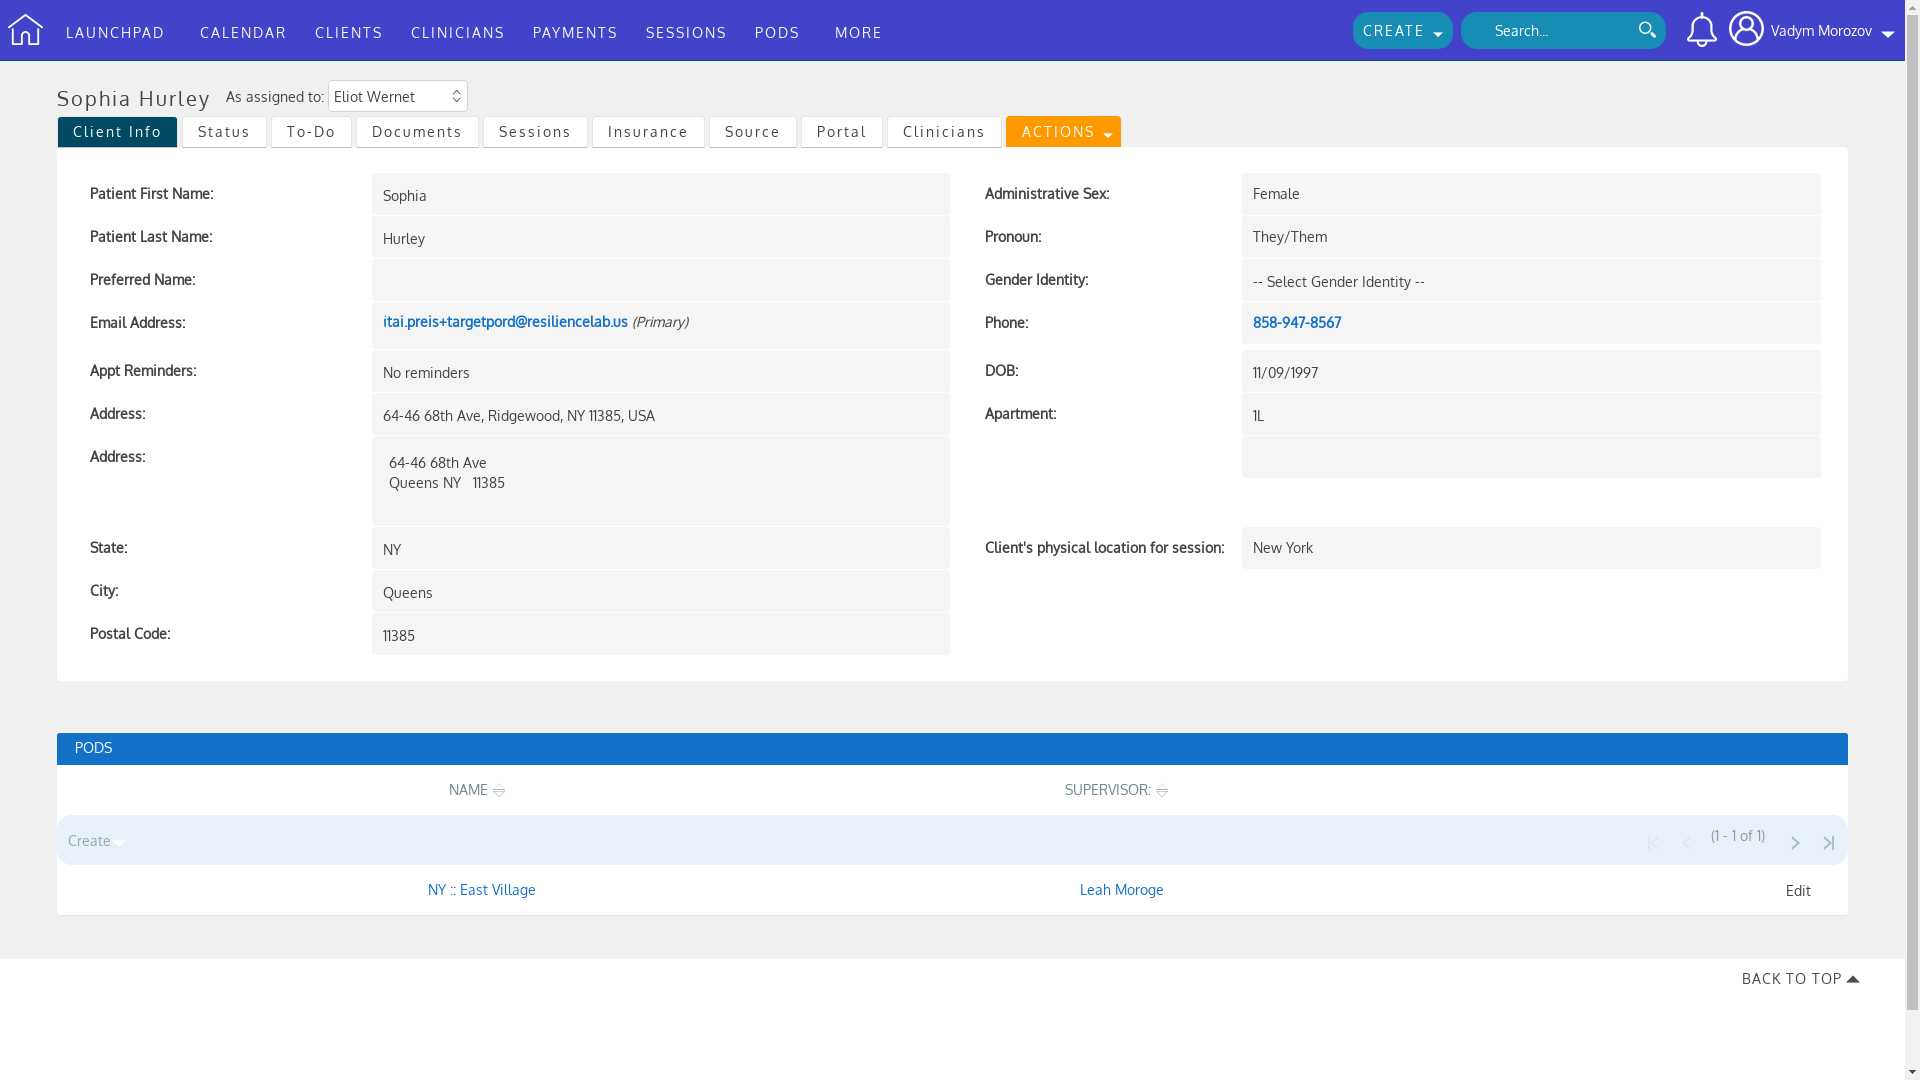 LAUNCHPAD CALENDAR CLIENTS CLINICIANS PAYMENTS SESSIONS PODS MORE CREATE Search... Vadym Morozov
Sophia Hurley As assigned to: Eliot Wernet
Client Info Status To-Do Documents Sessions Insurance Source Portal Clinicians ACTIONS
Patient First Name: Sophia Administrative Sex: Female
Patient Last Name: Hurley Pronoun: They/Them
Preferred Name: Gender Identity: -- Select Gender Identity --
Email Address: itai.preis+targetpord@resiliencelab.us (Primary) Phone: 858-947-8567
Appt Reminders: No reminders DOB: 11/09/1997
Address: 64-46 68th Ave, Ridgewood, NY 11385, USA Apartment: 1L
Address: 64-46 68th Ave
Queens NY 11385
State: NY Client's physical location for session: New York
City: Queens
Postal Code: 11385
PODS
NAME SUPERVISOR:
Create (1 - 1 of 1)
NY :: East Village Leah Moroge Edit
BACK TO TOP